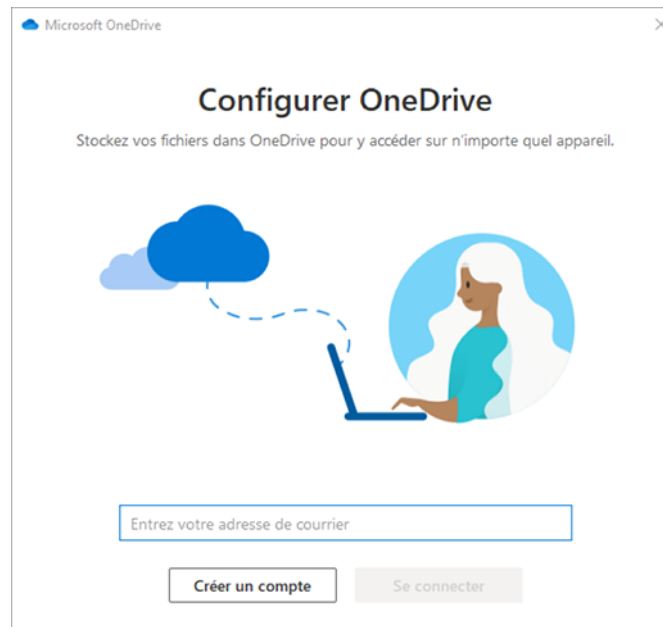 Microsoft OneDrive
Configurer OneDrive
Stockez vos fichiers dans OneDrive pour y accéder sur n'importe quel appareil.
Entrez votre adresse de courrier
Créer un compte
Se connecter